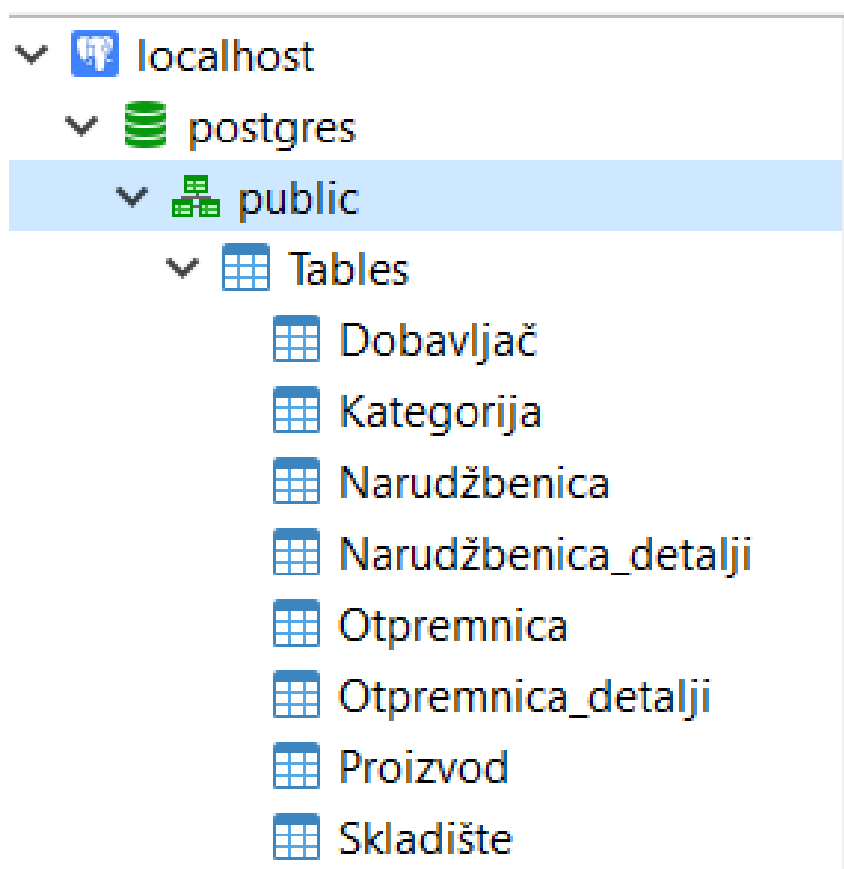 localhost
postgres
public
Tables
Dobavljač
Kategorija
Narudžbenica
Narudžbenica_detalji
Otpremnica
Otpremnica_detalji
Proizvod
Skladište